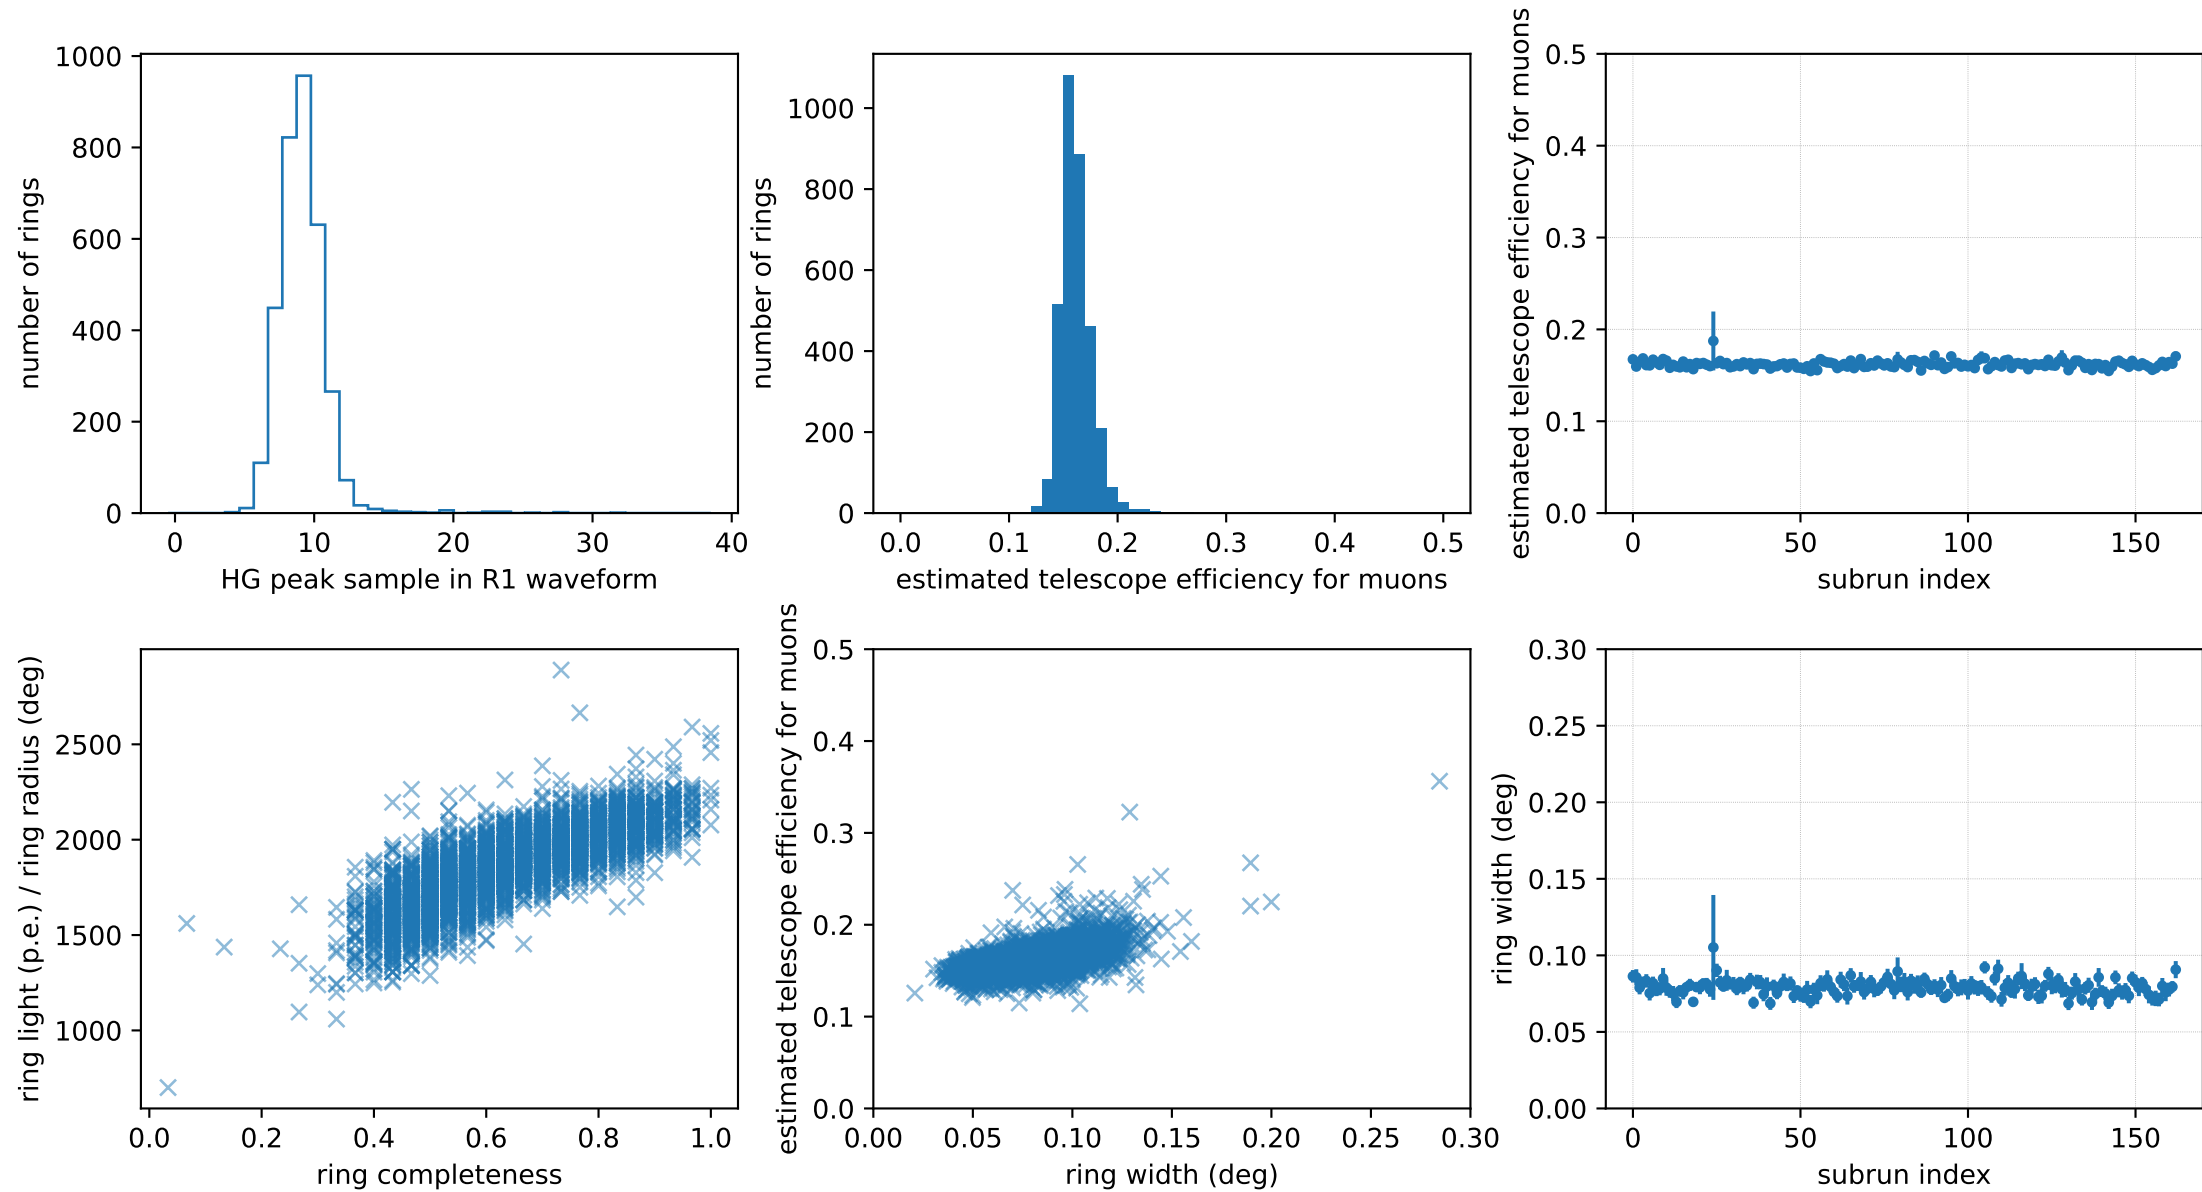 1000
800
600
400
200
0
number of rings
0 10 20 30 40
HG peak sample in R1 waveform
1000
800
600
400
200
0
number of rings
0.0 0.1 0.2 0.3 0.4 0.5
estimated telescope efficiency for muons
0.5
0.4
0.3
0.2
0.1
0.0
estimated telescope efficiency for muons
0 50 100 150
subrun index
2500
2000
1500
1000
ring light (p.e.) / ring radius (deg)
0.0 0.2 0.4 0.6 0.8 1.0
ring completeness
0.5
0.4
0.3
0.2
0.1
0.0
estimated telescope efficiency for muons
0.00 0.05 0.10 0.15 0.20 0.25 0.30
ring width (deg)
0.30
0.25
0.20
0.15
0.10
0.05
0.00
ring width (deg)
0 50 100 150
subrun index